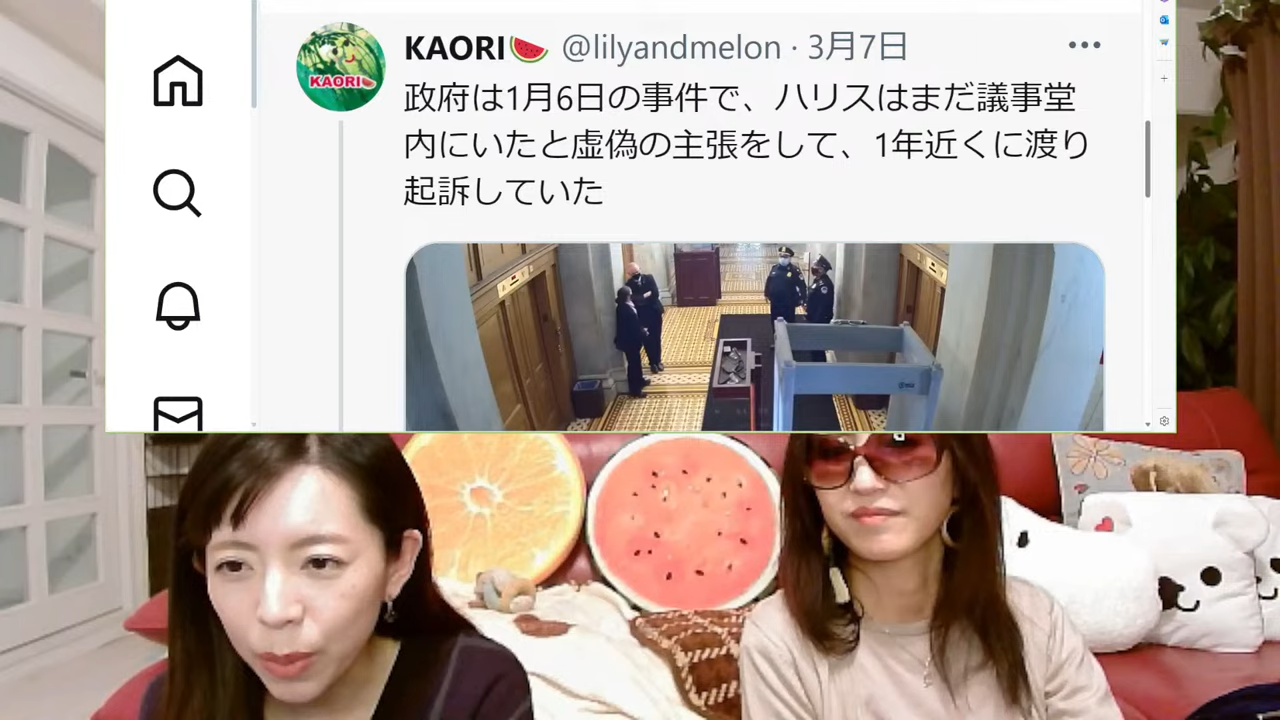 KAORI🍉 @lilyandmelon · 3月7日
政府は1月6日の事件で、ハリスはまだ議事堂
内にいたと虚偽の主張をして、1年近くに渡り
起訴していた
KAORI🍉